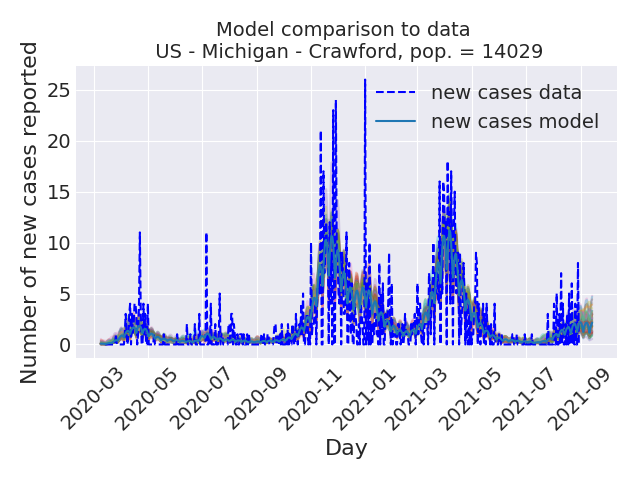 Model comparison to data
US - Michigan - Crawford, pop. = 14029
Number of new cases reported
25
20
15
10
5
0
new cases data
new cases model
2020-03
2020-05
2020-07
2020-09
2020-11
2021-01
2021-03
2021-05
2021-07
2021-09
Day